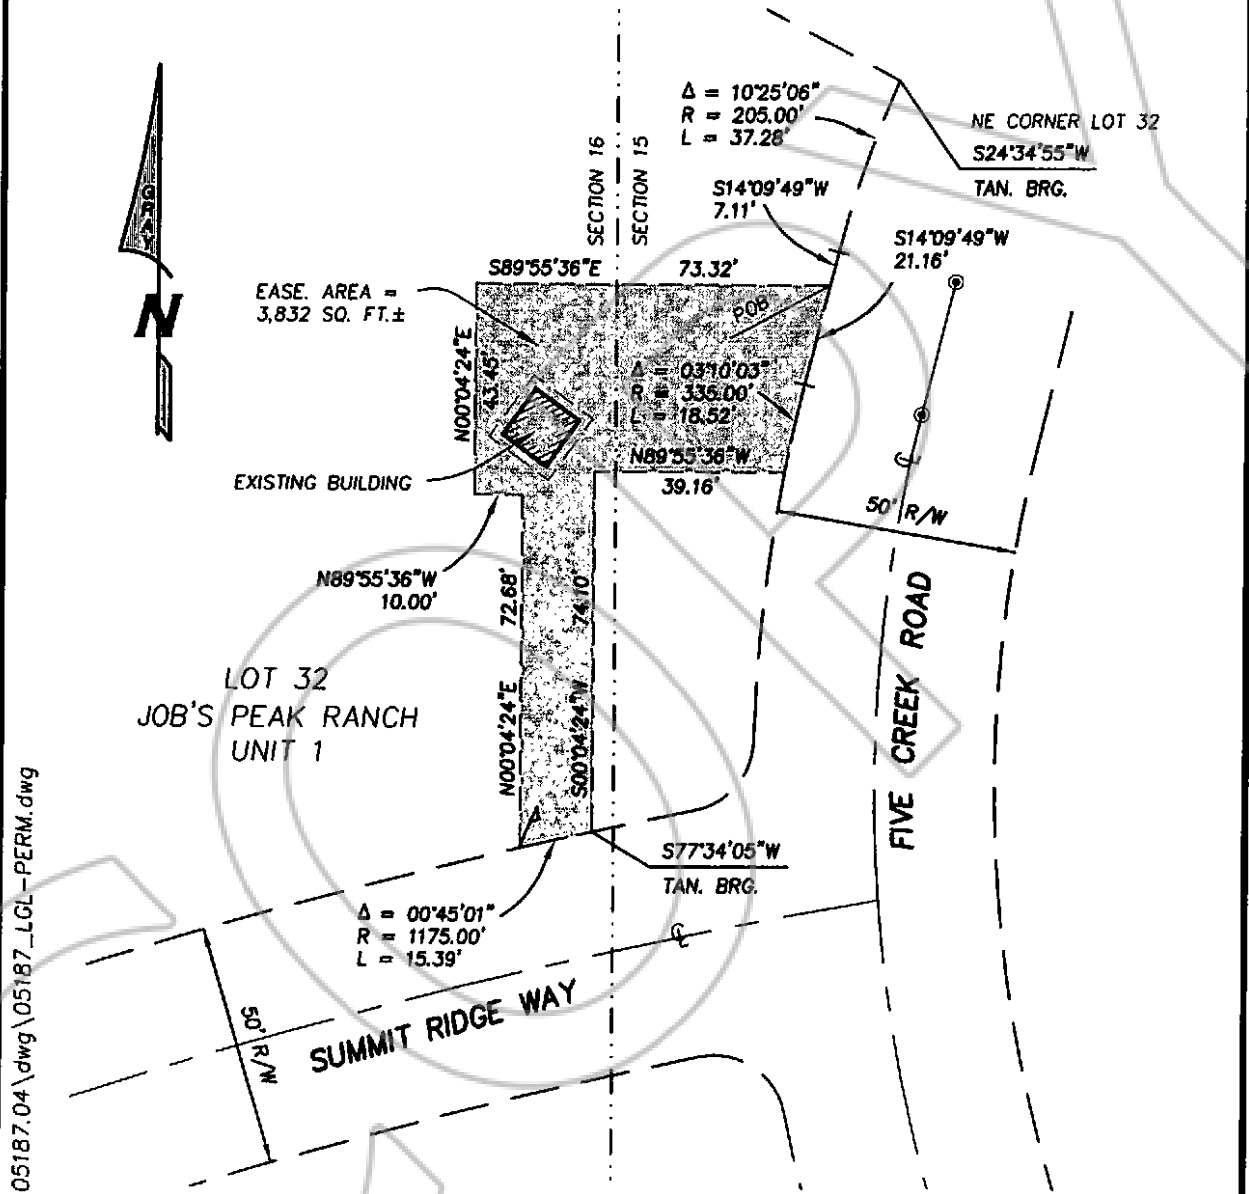 Δ = 10°25'06"
R = 205.00'
L = 37.28'
NE CORNER LOT 32
S24°34'55"W
TAN. BRG.
SECTION 16
SECTION 15
S14°09'49"W
7.11'
S14°09'49"W
21.16'
GRAY
N
S89°55'36"E
73.32'
EASE. AREA =
3,832 SQ. FT.±
POB
N00°04'24"E
43.45'
Δ = 03°10'03"
R = 335.00'
L = 18.52'
N89°55'36"W
39.16'
EXISTING BUILDING
50' R/W
N89°55'36"W
10.00'
72.68'
74.10'
N00°04'24"E
S00°04'24"W
LOT 32
JOB'S PEAK RANCH
UNIT 1
FIVE CREEK ROAD
S77°34'05"W
TAN. BRG.
Δ = 00°45'01"
R = 1175.00'
L = 15.39'
SUMMIT RIDGE WAY
50' R/W
05187.04\dwg\05187_LGL-PERM.dwg